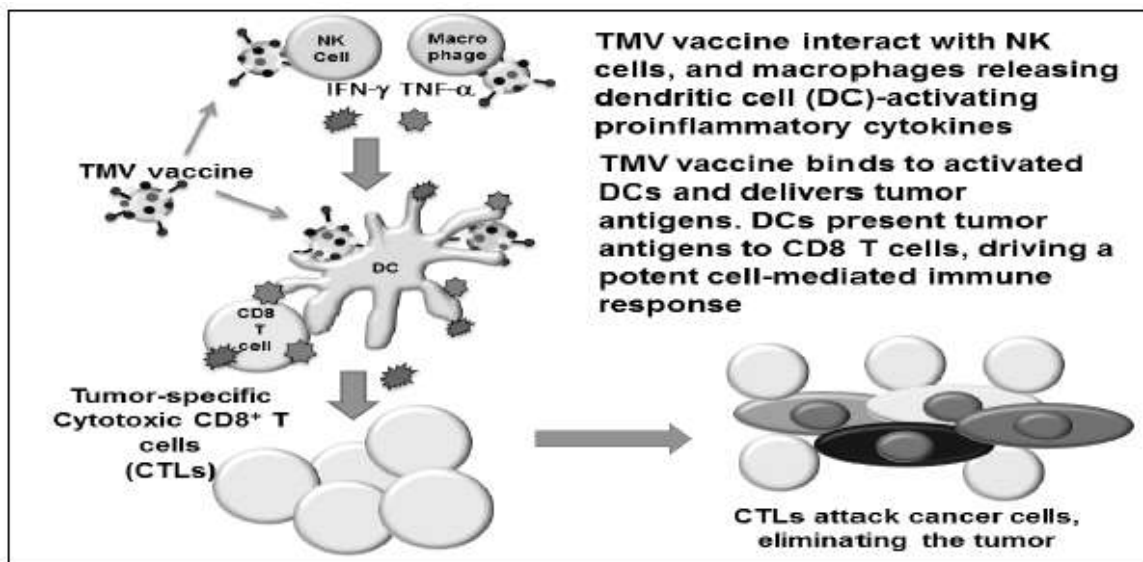 NK
Cell
Macro
phage
IFN-γ TNF-α
TMV vaccine
DC
CD8
T
cell
Tumor-specific
Cytotoxic CD8⁺ T
cells
(CTLs)
TMV vaccine interact with NK
cells, and macrophages releasing
dendritic cell (DC)-activating
proinflammatory cytokines
TMV vaccine binds to activated
DCs and delivers tumor
antigens. DCs present tumor
antigens to CD8 T cells, driving a
potent cell-mediated immune
response
CTLs attack cancer cells,
eliminating the tumor